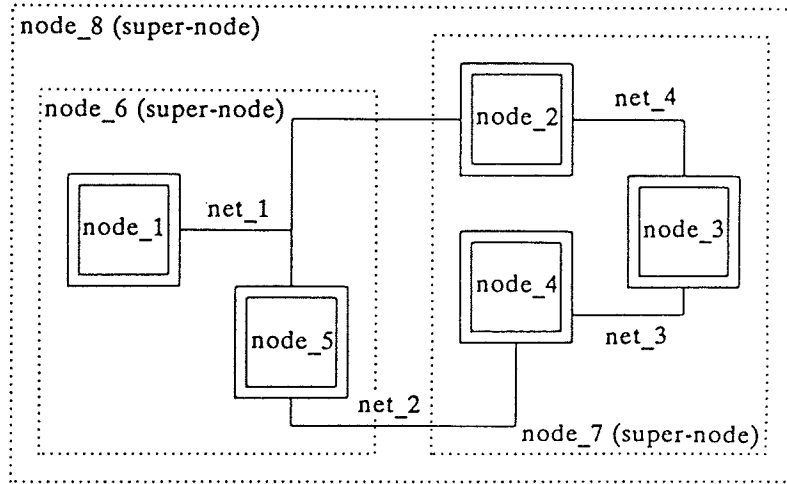 node_8 (super-node)
node_6 (super-node)
node_2
net_4
node_1
net_1
node_3
node_4
node_5
net_3
net_2
node_7 (super-node)